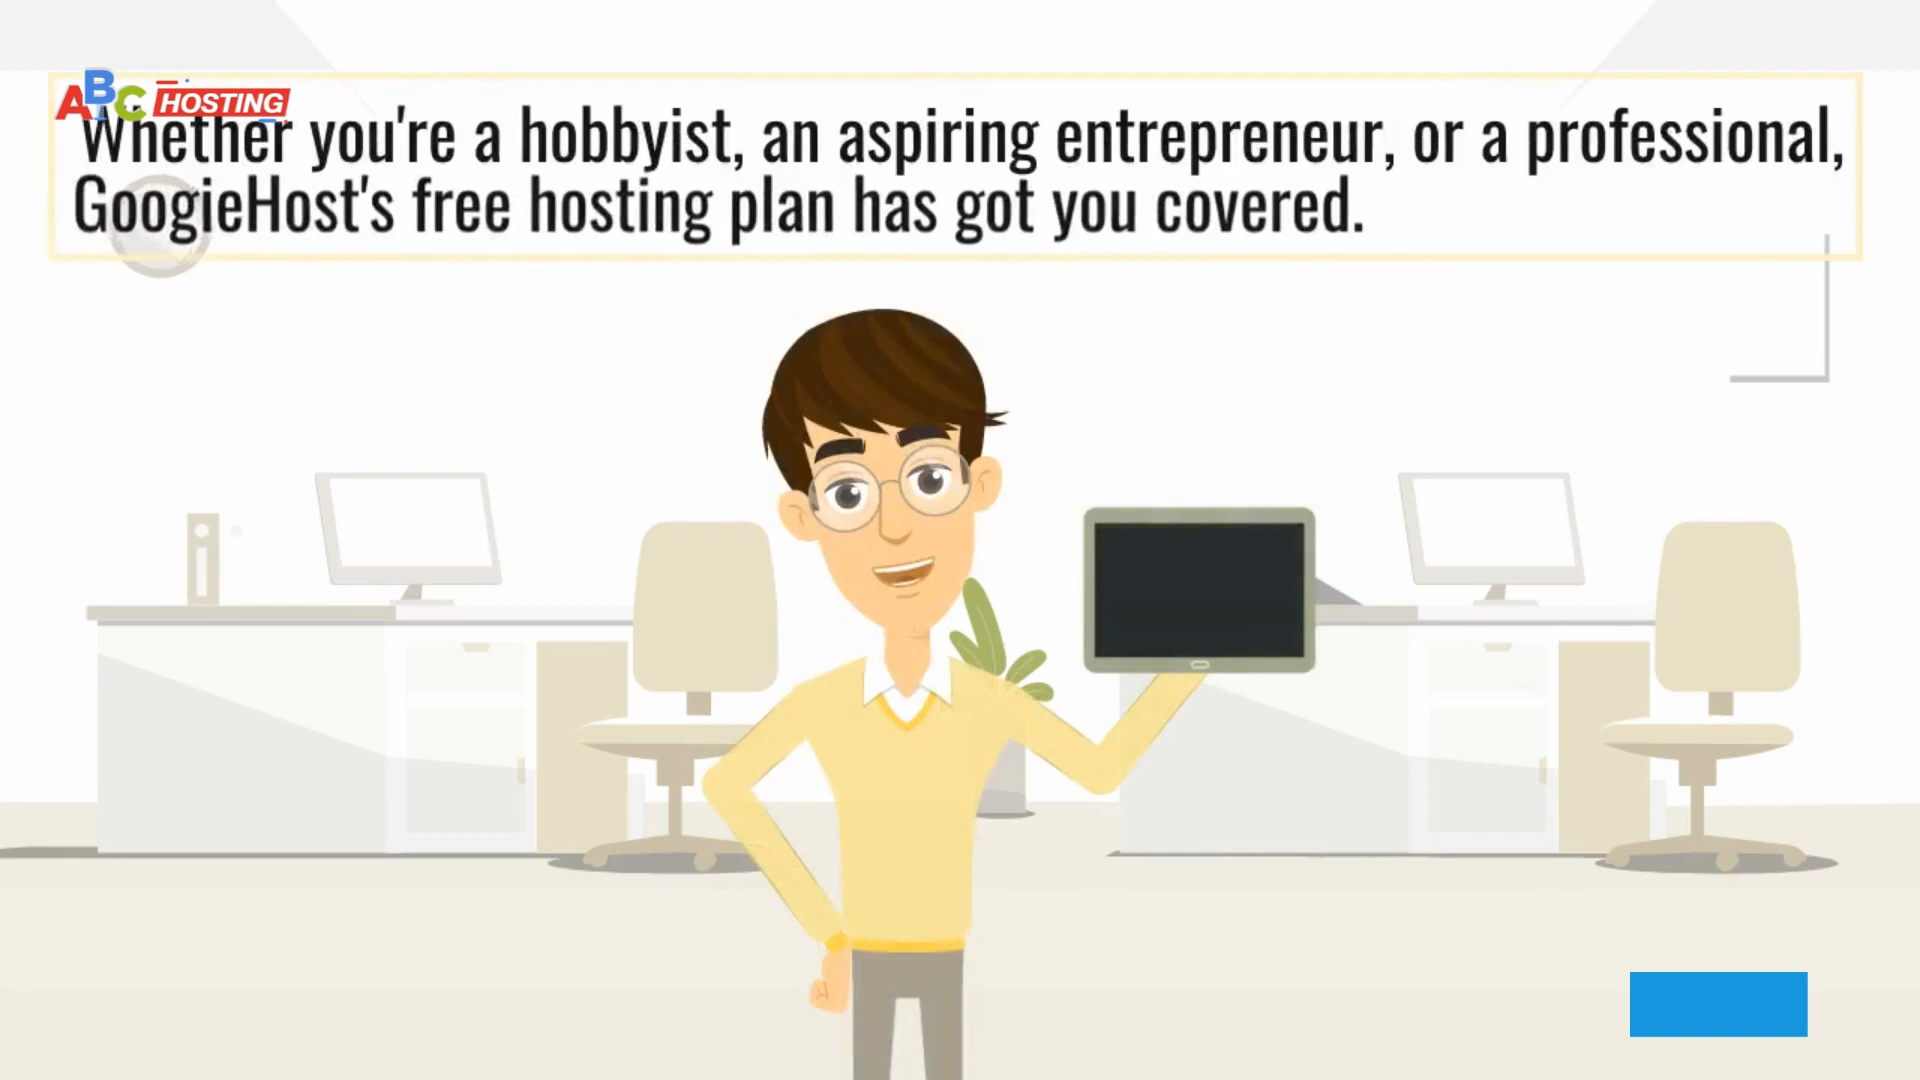 ABC HOSTING
Whether you're a hobbyist, an aspiring entrepreneur, or a professional,
GoogieHost's free hosting plan has got you covered.